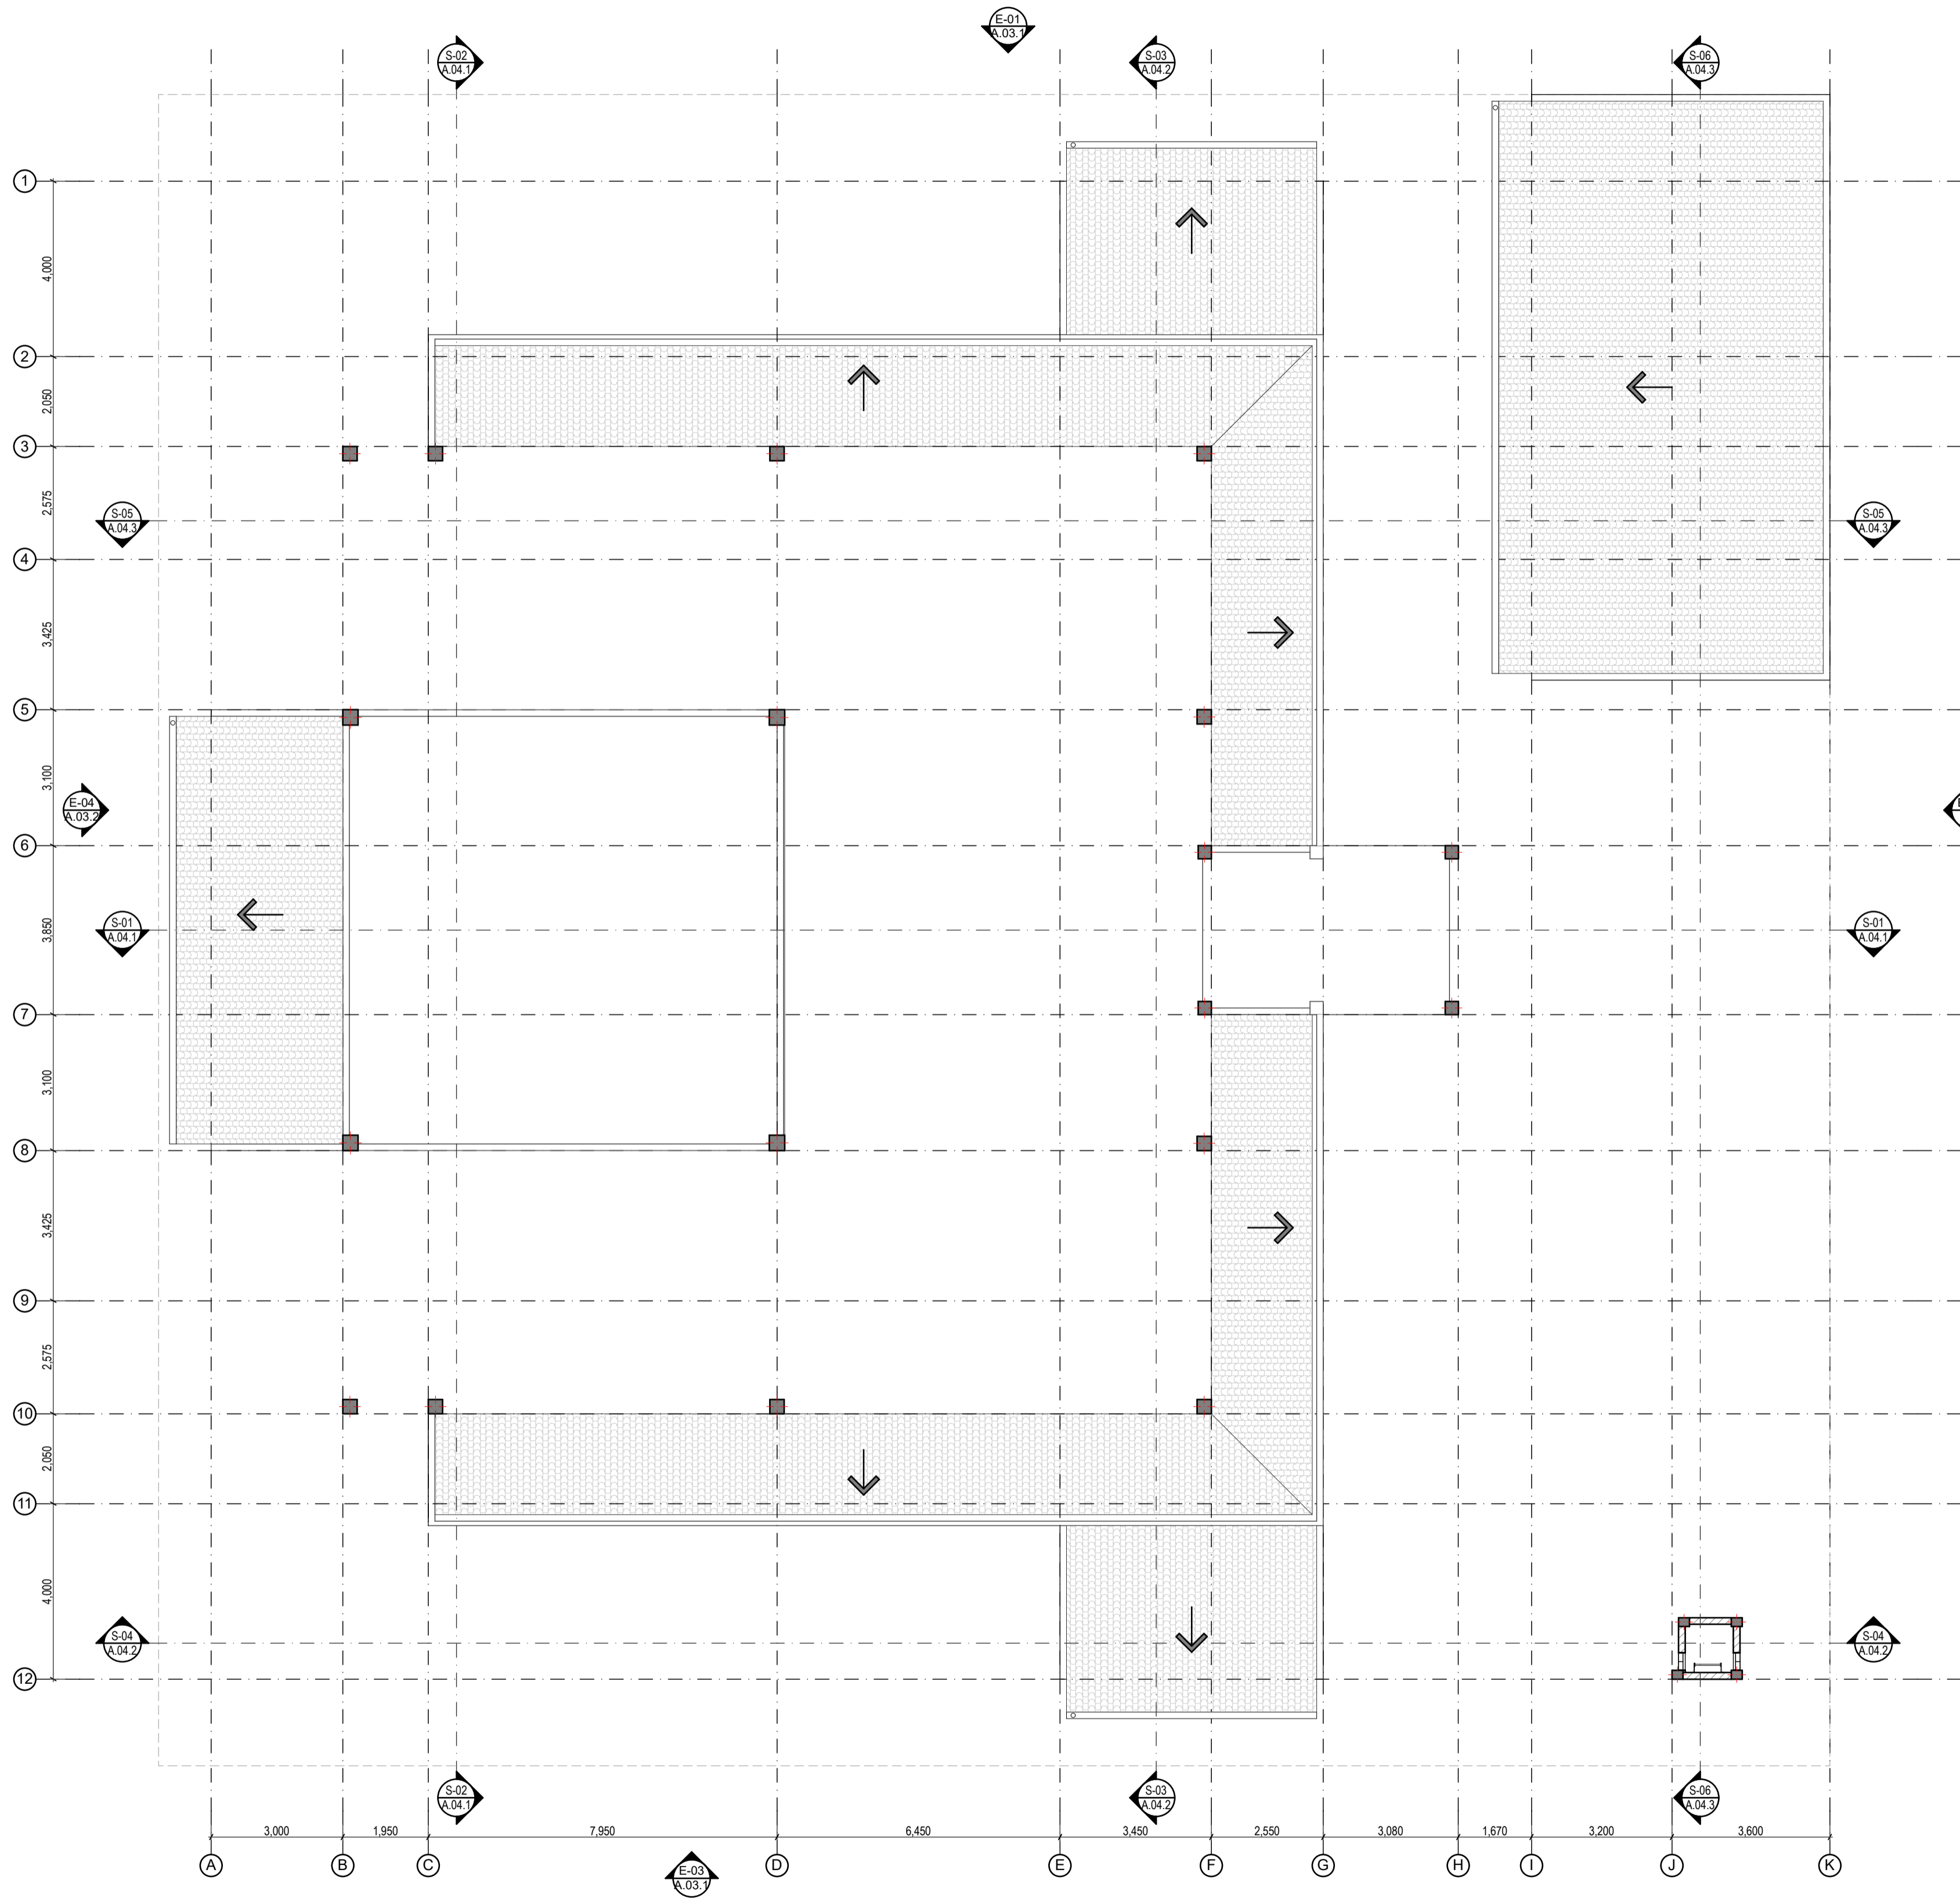 E-01
A.03.1
S-02
A.04.1
S-03
A.04.2
S-06
A.04.3
1
4,000
2
2,050
3
2,575
S-05
A.04.3
S-05
A.04.3
4
3,425
5
3,100
E-04
A.03.2
6
3,850
S-01
A.04.1
S-01
A.04.1
7
3,100
8
3,425
9
2,575
10
2,050
11
4,000
S-04
A.04.2
S-04
A.04.2
12
S-02
A.04.1
S-03
A.04.2
S-06
A.04.3
3,000 1,950 7,950 6,450 3,450 2,550 3,080 1,670 3,200 3,600
A B C D E F G H I J K
E-03
A.03.1